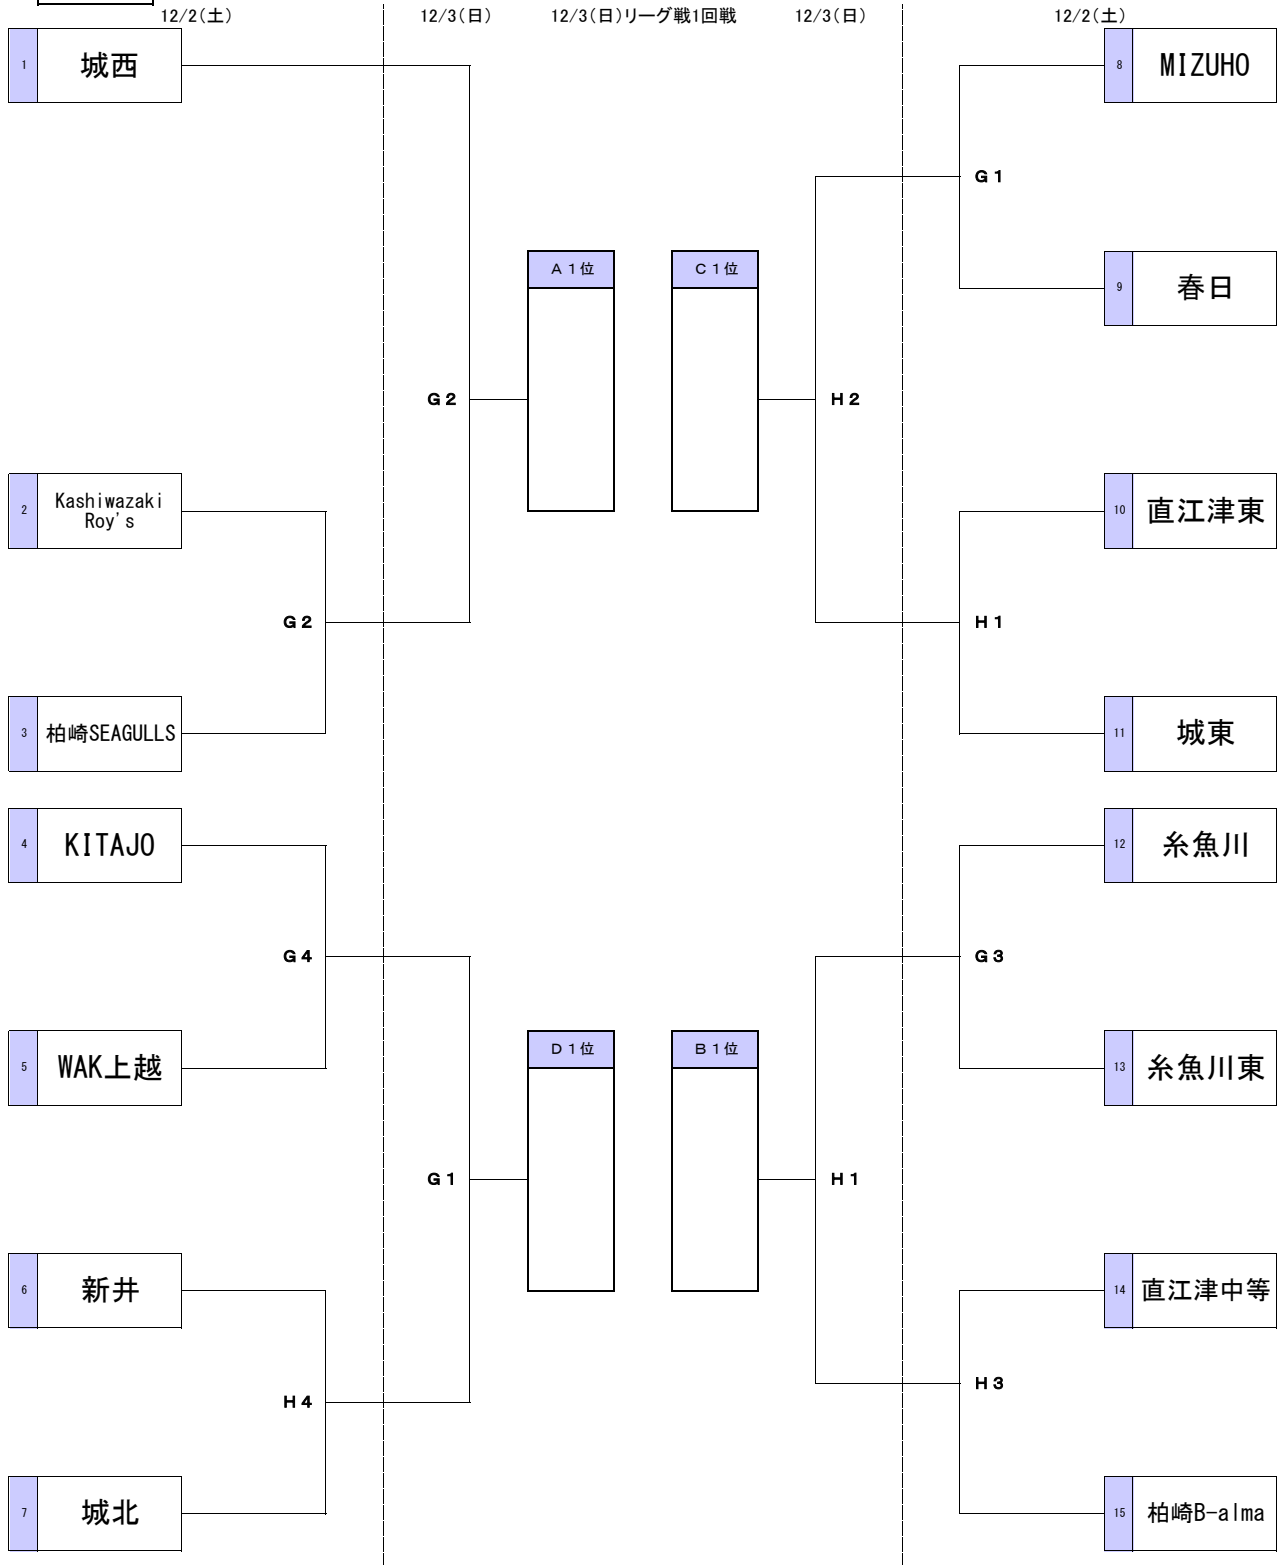 12/2(土)
12/3(日)
12/3(日)リーグ戦1回戦
12/3(日)
12/2(土)
1 城西
8 MIZUHO
G1
A1位
C1位
9 春日
G2
H2
2 Kashiwazaki
Roy's
10 直江津東
G2
H1
3 柏崎SEAGULLS
11 城東
4 KITAJO
12 糸魚川
G4
G3
D1位
B1位
5 WAK上越
13 糸魚川東
G1
H1
6 新井
14 直江津中等
H3
H4
7 城北
15 柏崎B-alma